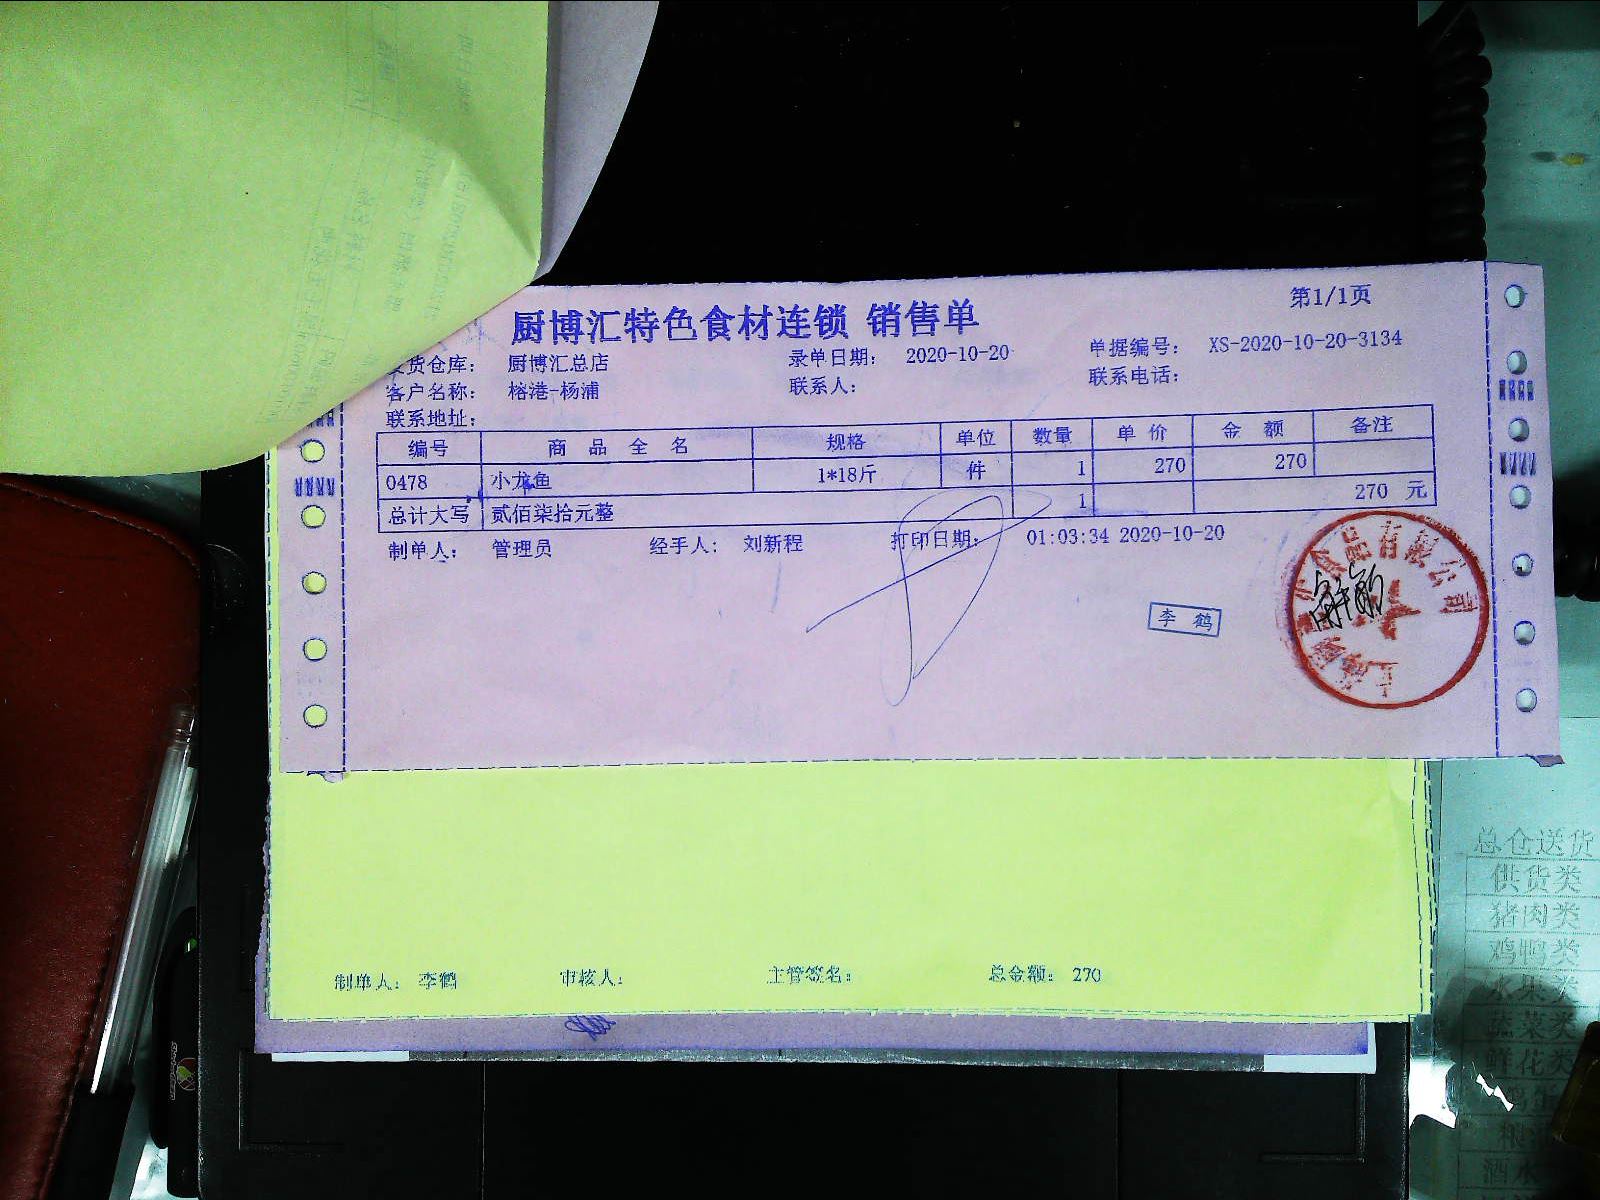 厨博汇特色食材连锁 销售单
第1/1页
发货仓库： 厨博汇总店 录单日期： 2020-10-20 单据编号： XS-2020-10-20-3134
客户名称： 榕港-杨浦 联系人： 联系电话：
联系地址：
编号 商品全名 规格 单位 数量 单价 金额 备注
0478 小龙鱼 1*18斤 件 1 270 270
总计大写 贰佰柒拾元整 1 270 元
制单人： 管理员 经手人： 刘新程 打印日期： 01:03:34 2020-10-20
李鹤
食品有限公司
制单人： 李鹤 审核人： 主管签名： 总金额： 270
总仓送货
供货类
猪肉类
鸡鸭类
水果类
蔬菜类
鲜花类
酒水